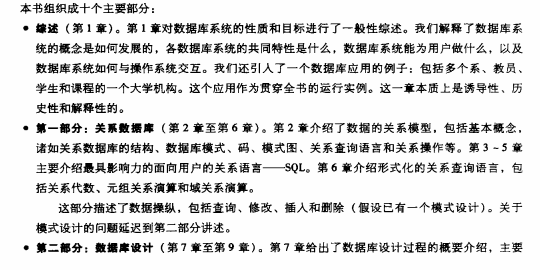 本书组织成十个主要部分：
● 综述（第1章）。第1章对数据库系统的性质和目标进行了一般性综述。我们解释了数据库系
统的概念是如何发展的，各数据库系统的共同特性是什么，数据库系统能为用户做什么，以及
数据库系统如何与操作系统交互。我们还引入了一个数据库应用的例子：包括多个系、教员、
学生和课程的一个大学机构。这个应用作为贯穿全书的运行实例。这一章本质上是诱导性、历
史性和解释性的。
● 第一部分：关系数据库（第2章至第6章）。第2章介绍了数据的关系模型，包括基本概念，
诸如关系数据库的结构、数据库模式、码、模式图、关系查询语言和关系操作等。第3~5章
主要介绍最具影响力的面向用户的关系语言——SQL。第6章介绍形式化的关系查询语言，包
括关系代数、元组关系演算和域关系演算。
这部分描述了数据操纵，包括查询、修改、插入和删除（假设已有一个模式设计）。关于
模式设计的问题延迟到第二部分讲述。
● 第二部分：数据库设计（第7章至第9章）。第7章给出了数据库设计过程的概要介绍，主要